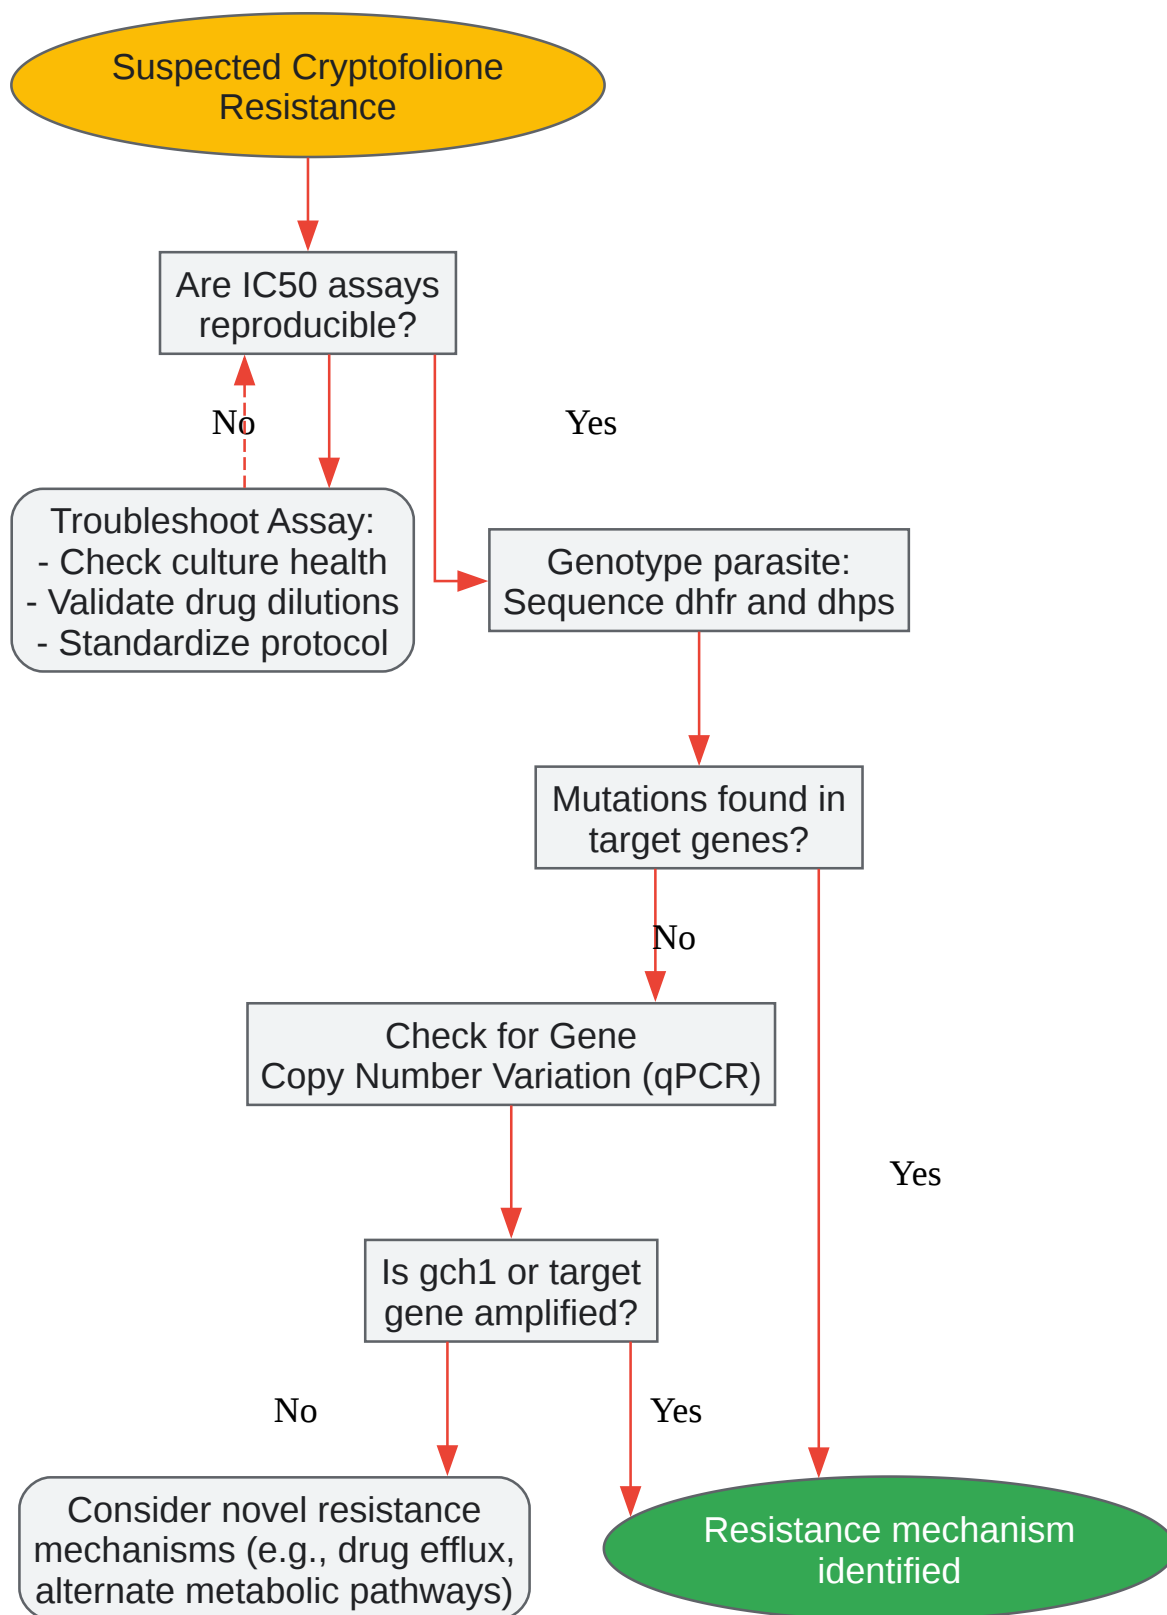 Suspected Cryptofolione
Resistance
Are IC50 assays
reproducible?
No
Yes
Troubleshoot Assay:
- Check culture health
- Validate drug dilutions
- Standardize protocol
Genotype parasite:
Sequence dhfr and dhps
Mutations found in
target genes?
No
Check for Gene
Copy Number Variation (qPCR)
Yes
Is gch1 or target
gene amplified?
No
Yes
Consider novel resistance
mechanisms (e.g., drug efflux,
alternate metabolic pathways)
Resistance mechanism
identified